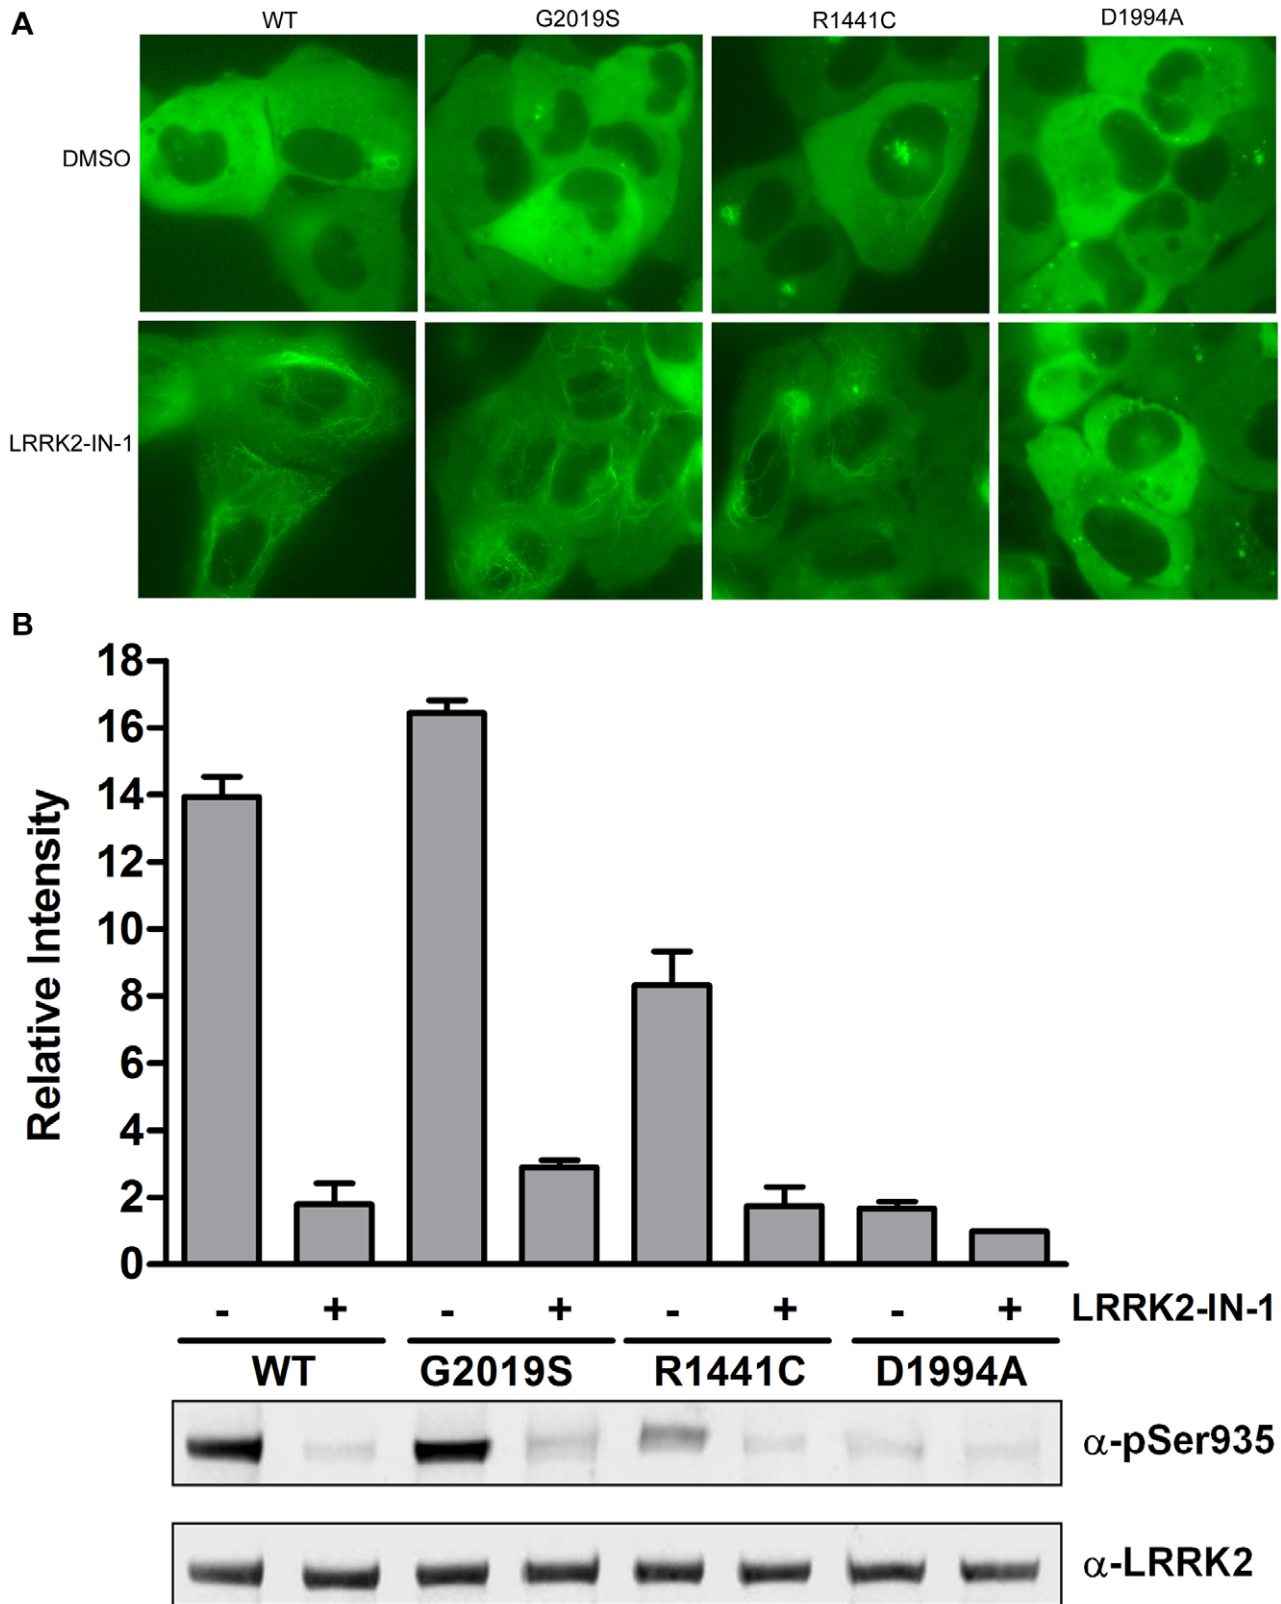 A
WT
G2019S
R1441C
D1994A
DMSO
LRRK2-IN-1
B
Relative Intensity
18
16
14
12
10
8
6
4
2
0
- + - + - + - + LRRK2-IN-1
WT G2019S R1441C D1994A
α-pSer935
α-LRRK2